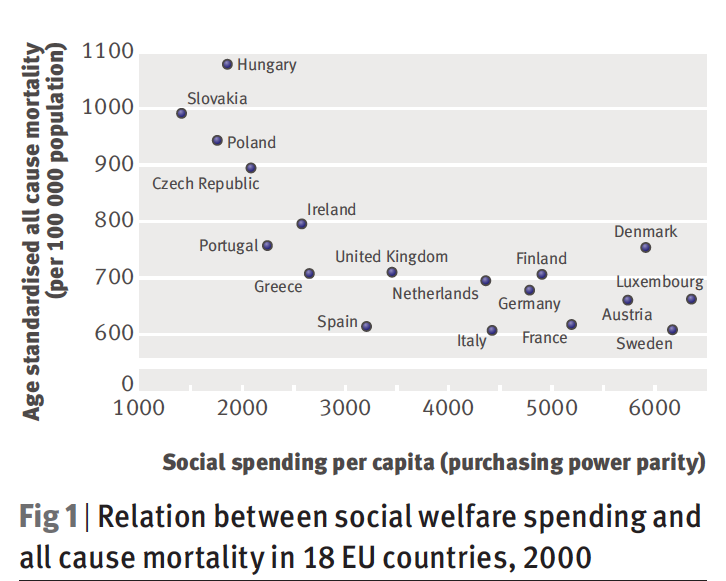 Age standardised all cause mortality
(per 100 000 population)
1100
1000
900
800
700
600
0
Hungary
Slovakia
Poland
Czech Republic
Ireland
Portugal
Denmark
United Kingdom
Finland
Greece
Luxembourg
Netherlands
Germany
Spain
Austria
Italy
France
Sweden
1000 2000 3000 4000 5000 6000
Social spending per capita (purchasing power parity)
Fig 1 | Relation between social welfare spending and
all cause mortality in 18 EU countries, 2000